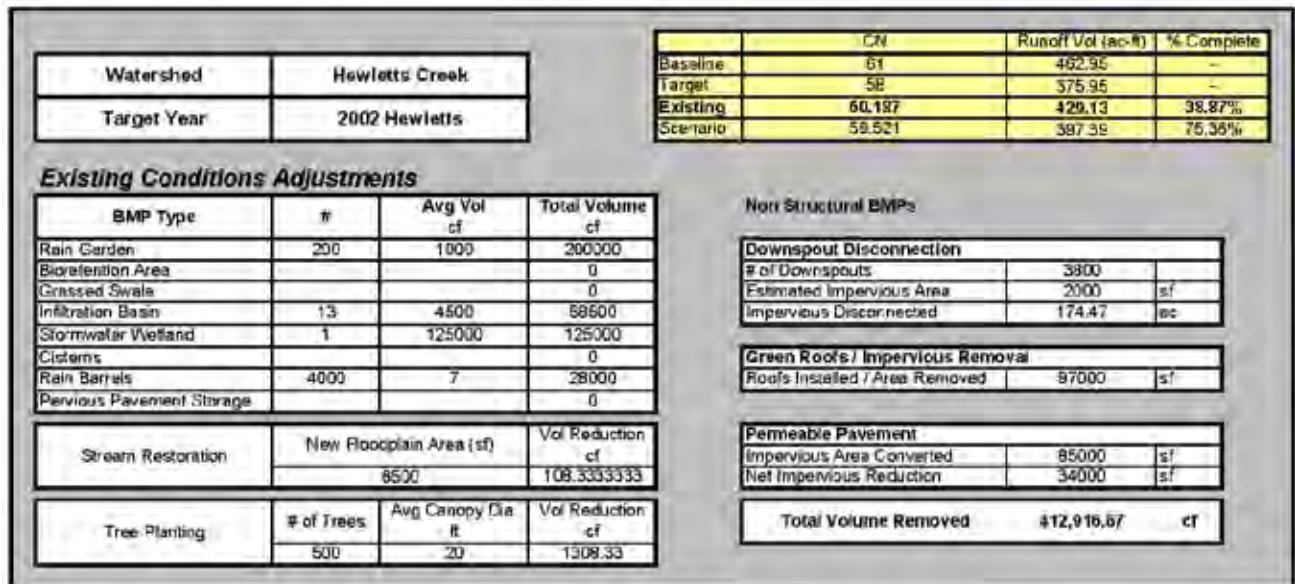 Watershed Hewletts Creek
Target Year 2002 Hewletts
CN Runoff Vol (ac-ft) % Complete
Baseline 61 462.95 -
Target 58 375.95 -
Existing 60.187 429.13 38.87%
Scenario 59.521 397.39 75.36%
Existing Conditions Adjustments
BMP Type # Avg Vol cf Total Volume cf
Rain Garden 200 1000 200000
Bioretention Area 0
Grassed Swale 0
Infiltration Basin 13 4500 58500
Stormwater Wetland 1 125000 125000
Cisterns 0
Rain Barrels 4000 7 28000
Pervious Pavement Storage 0
Stream Restoration New Floodplain Area (sf) Vol Reduction cf
6500 108.3333333
Tree Planting # of Trees Avg Canopy Dia ft Vol Reduction cf
500 20 1308.33
Non Structural BMPs
Downspout Disconnection
# of Downspouts 3800
Estimated Impervious Area 2000 sf
Impervious Disconnected 174.47 ac
Green Roofs / Impervious Removal
Roofs Installed / Area Removed 97000 sf
Permeable Pavement
Impervious Area Converted 85000 sf
Net Impervious Reduction 34000 sf
Total Volume Removed 412,916.67 cf